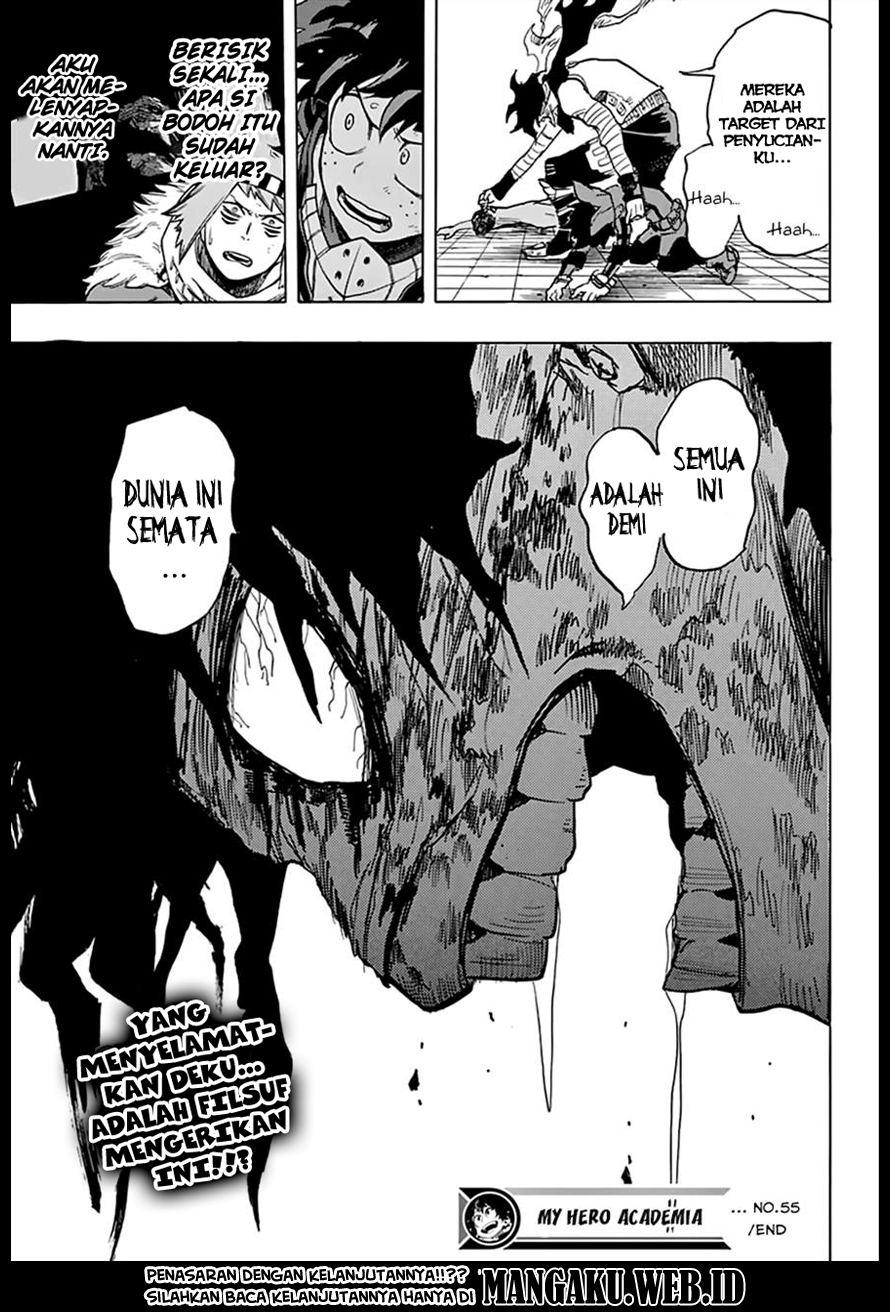 MEREKA
ADALAH
TARGET DARI
PENYUCIAN-
KU...
Haah...
Haah...
BERISIK
SEKALI...
APA SI
BODOH ITU
SUDAH
KELUAR?
AKU
AKAN ME-
LENYAP-
KANNYA
NANTI.
SEMUA
INI
ADALAH
DEMI
DUNIA INI
SEMATA
...
YANG
MENYELAMAT-
KAN DEKU...
ADALAH FILSUF
MENGERIKAN
INI!!?
MY HERO ACADEMIA
... NO.55
/END
PENASARAN DENGAN KELANJUTANNYA!!??
SILAHKAN BACA KELANJUTANNYA HANYA DI
MANGAKU.WEB.ID